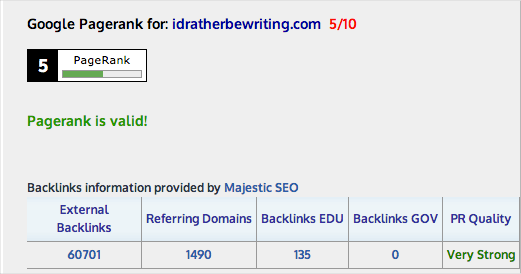 Google Pagerank for: idratherbewriting.com 5/10
5 PageRank
Pagerank is valid!
Backlinks information provided by Majestic SEO
External Backlinks Referring Domains Backlinks EDU Backlinks GOV PR Quality
60701 1490 135 0 Very Strong